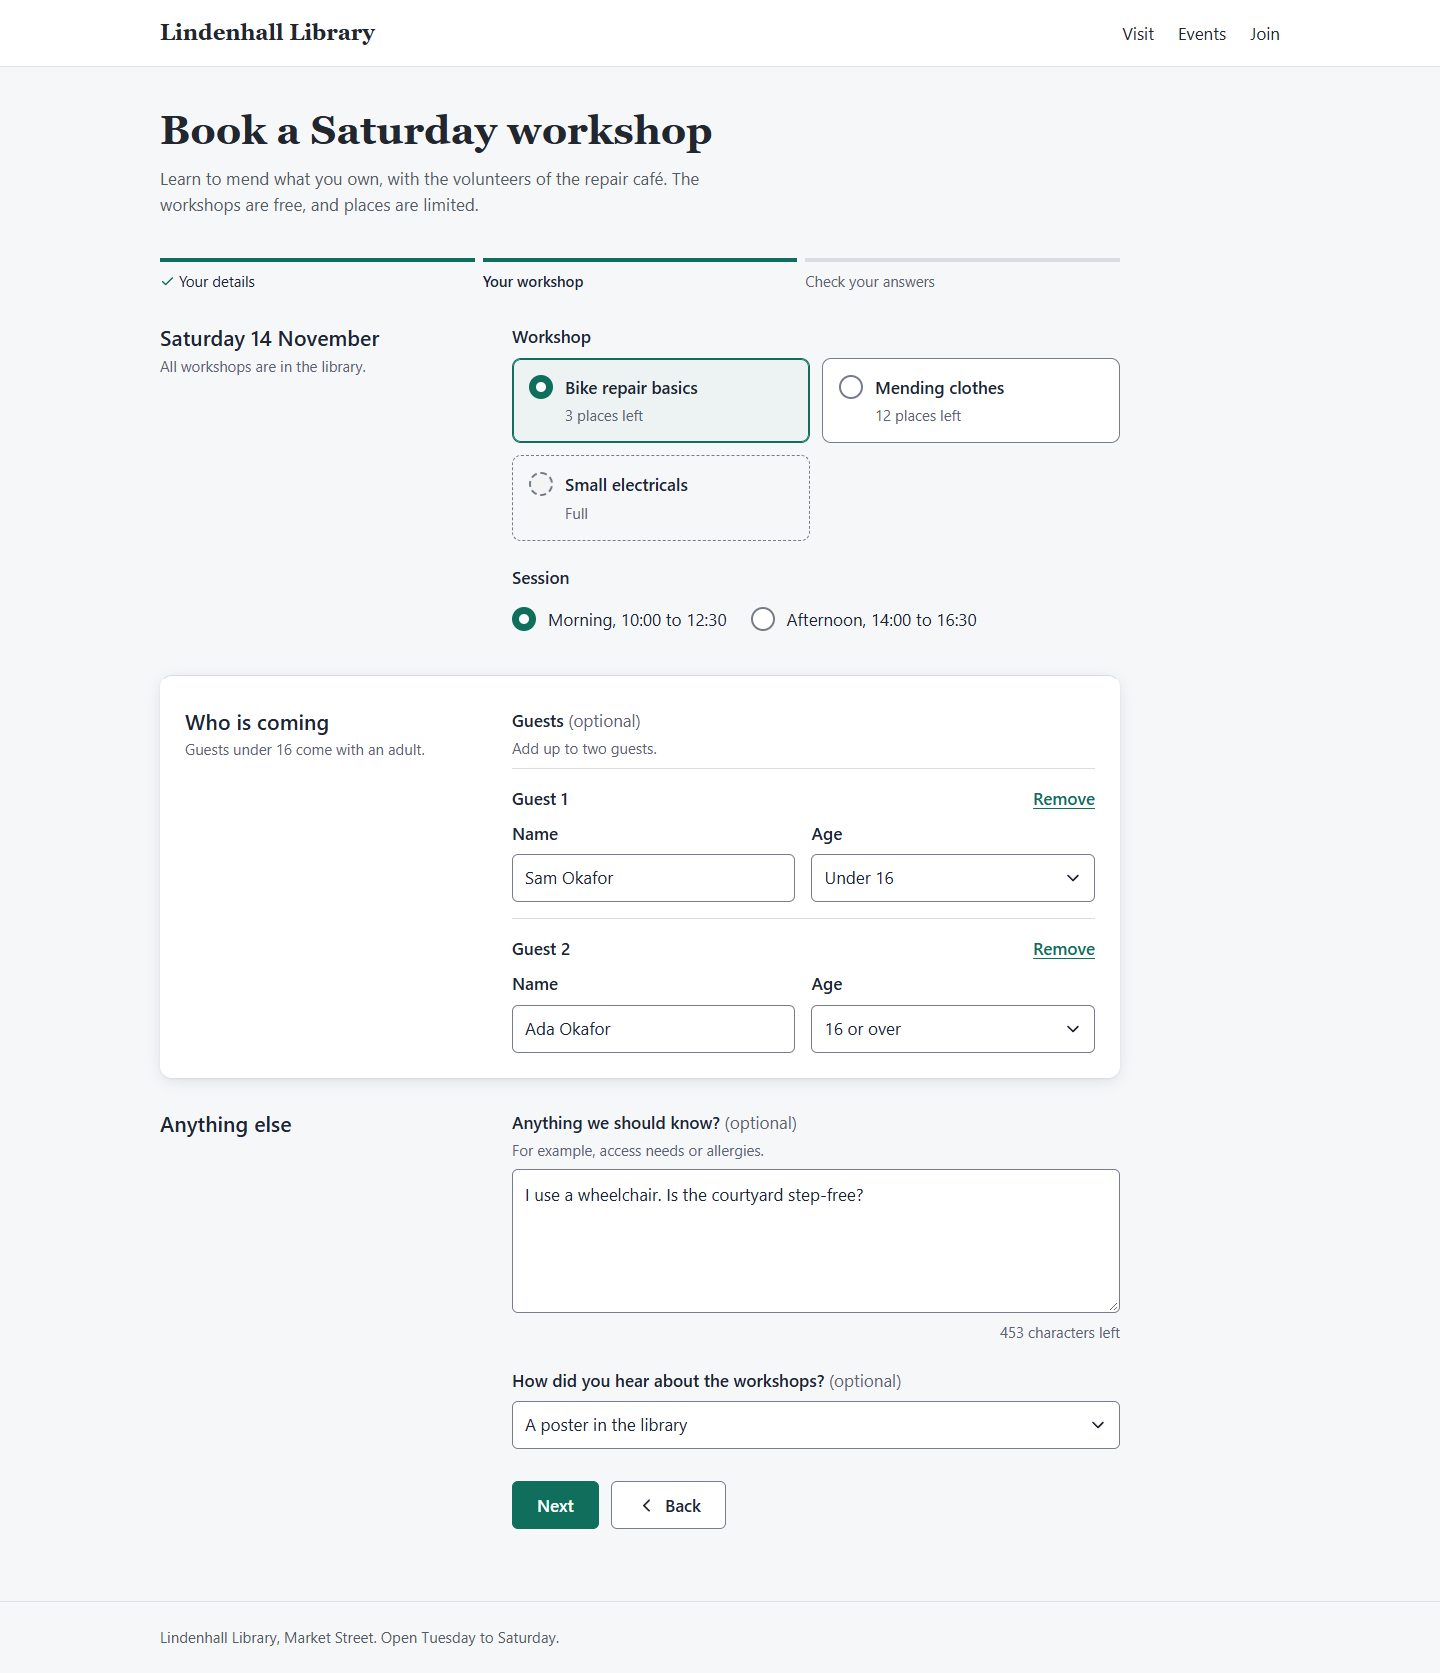 Lindenhall Library
Visit Events Join
Book a Saturday workshop
Learn to mend what you own, with the volunteers of the repair café. The
workshops are free, and places are limited.
Your details
Your workshop
Check your answers
Saturday 14 November
All workshops are in the library.
Workshop
Bike repair basics
3 places left
Mending clothes
12 places left
Small electricals
Full
Session
Morning, 10:00 to 12:30
Afternoon, 14:00 to 16:30
Who is coming
Guests under 16 come with an adult.
Guests (optional)
Add up to two guests.
Guest 1
Remove
Name
Age
Sam Okafor
Under 16
Guest 2
Remove
Name
Age
Ada Okafor
16 or over
Anything else
Anything we should know? (optional)
For example, access needs or allergies.
I use a wheelchair. Is the courtyard step-free?
453 characters left
How did you hear about the workshops? (optional)
A poster in the library
Next
Back
Lindenhall Library, Market Street. Open Tuesday to Saturday.